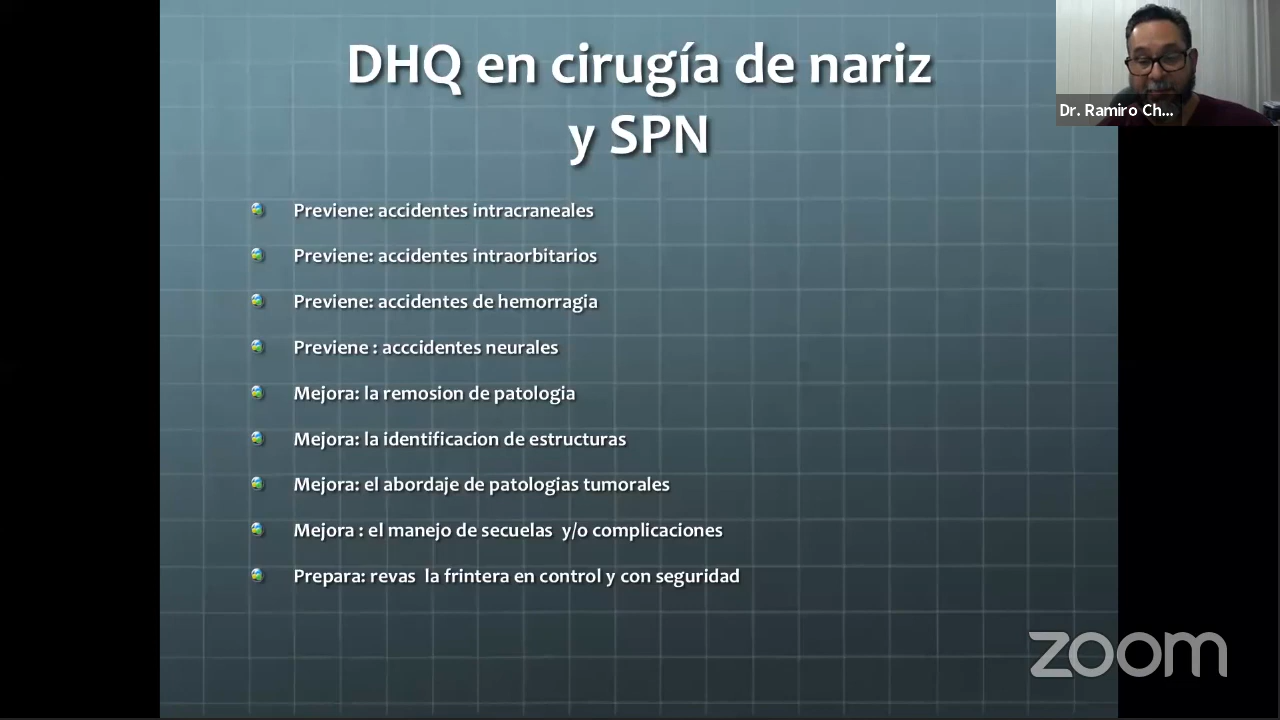 DHQ en cirugía de nariz
y SPN
Previene: accidentes intracraneales
Previene: accidentes intraorbitarios
Previene: accidentes de hemorragia
Previene : acccidentes neurales
Mejora: la remosion de patologia
Mejora: la identificacion de estructuras
Mejora: el abordaje de patologias tumorales
Mejora : el manejo de secuelas  y/o complicaciones
Prepara: revas  la frintera en control y con seguridad
Dr. Ramiro Ch...
zoom